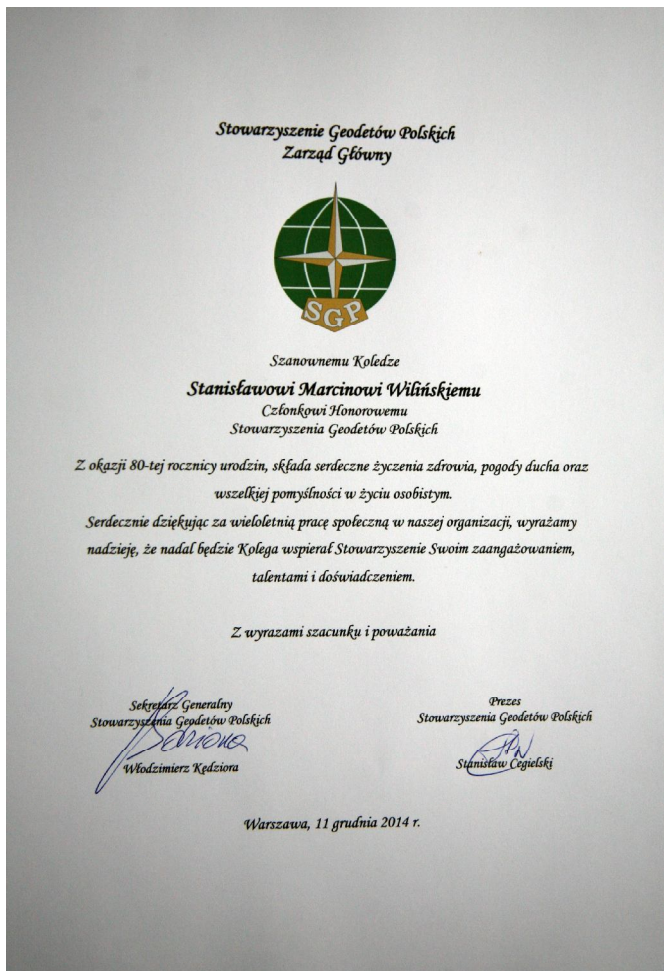 Stowarzyszenie Geodetów Polskich
Zarząd Główny
SGP
Szanownemu Koledze
Stanisławowi Marcinowi Wilińskiemu
Członkowi Honorowemu
Stowarzyszenia Geodetów Polskich
Z okazji 80-tej rocznicy urodzin, składa serdeczne życzenia zdrowia, pogody ducha oraz
wszelkiej pomyślności w życiu osobistym.
Serdecznie dziękując za wieloletnią pracę społeczną w naszej organizacji, wyrażamy
nadzieję, że nadal będzie Kolega wspierał Stowarzyszenie Swoim zaangażowaniem,
talentami i doświadczeniem.
Z wyrazami szacunku i poważania
Sekretarz Generalny
Stowarzyszenia Geodetów Polskich
Włodzimierz Kędziora
Prezes
Stowarzyszenia Geodetów Polskich
Stanisław Cegielski
Warszawa, 11 grudnia 2014 r.